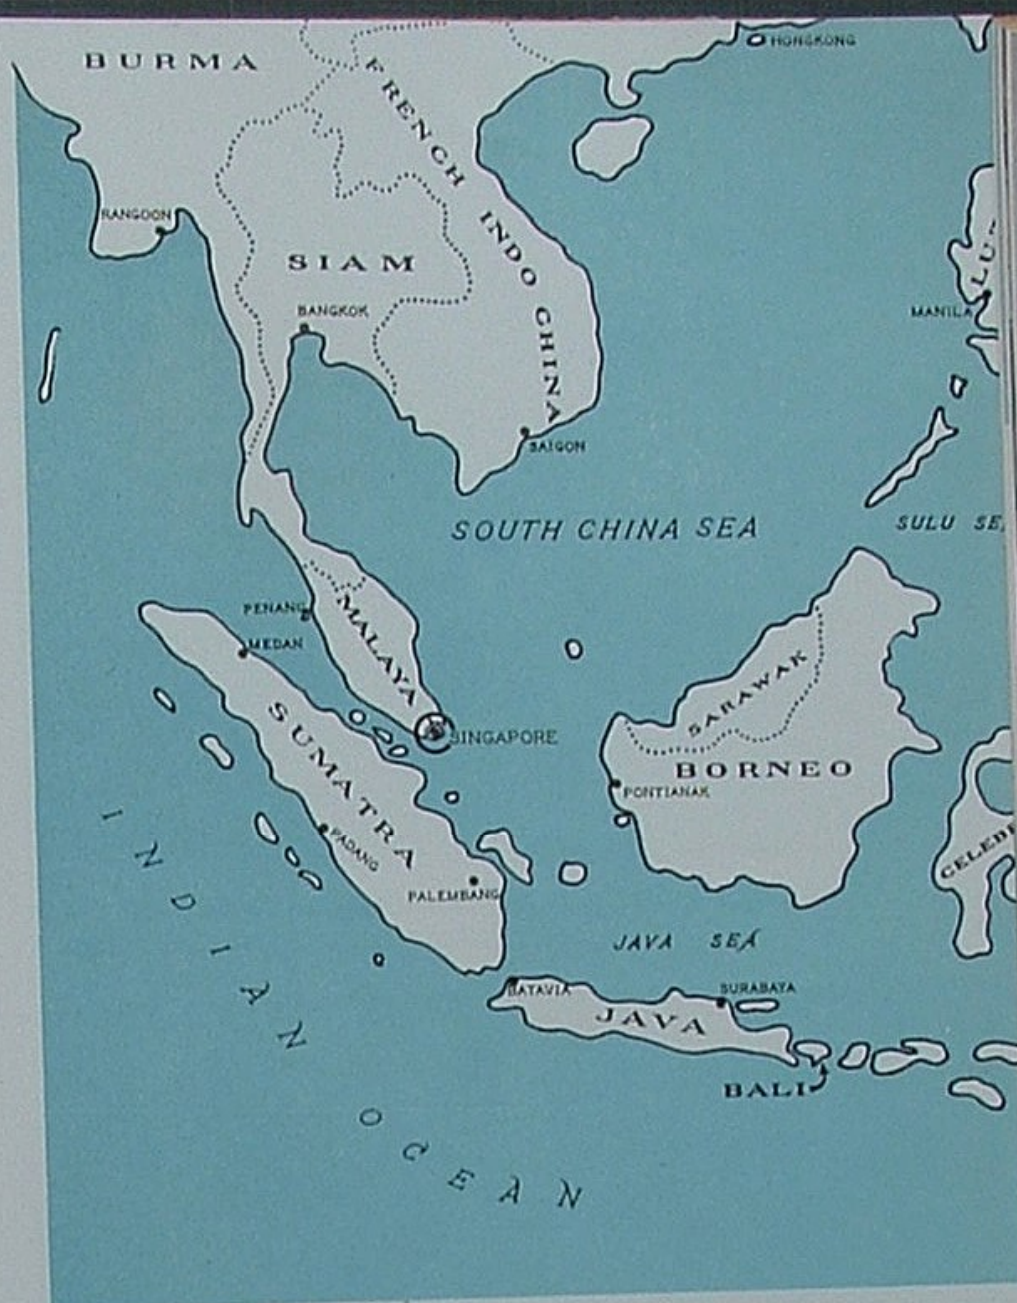 BURMA
HONGKONG
FRENCH INDO CHINA
RANGOON
SIAM
BANGKOK
MANILA
SAIGON
SOUTH CHINA SEA
SULU
PENANG
MEDAN
MALAYA
SUMATRA
SINGAPORE
SARAWAK
BORNEO
PONTIANAK
PADANG
PALEMBANG
INDIAN OCEAN
JAVA SEA
BATAVIA
SURABAYA
JAVA
BALI